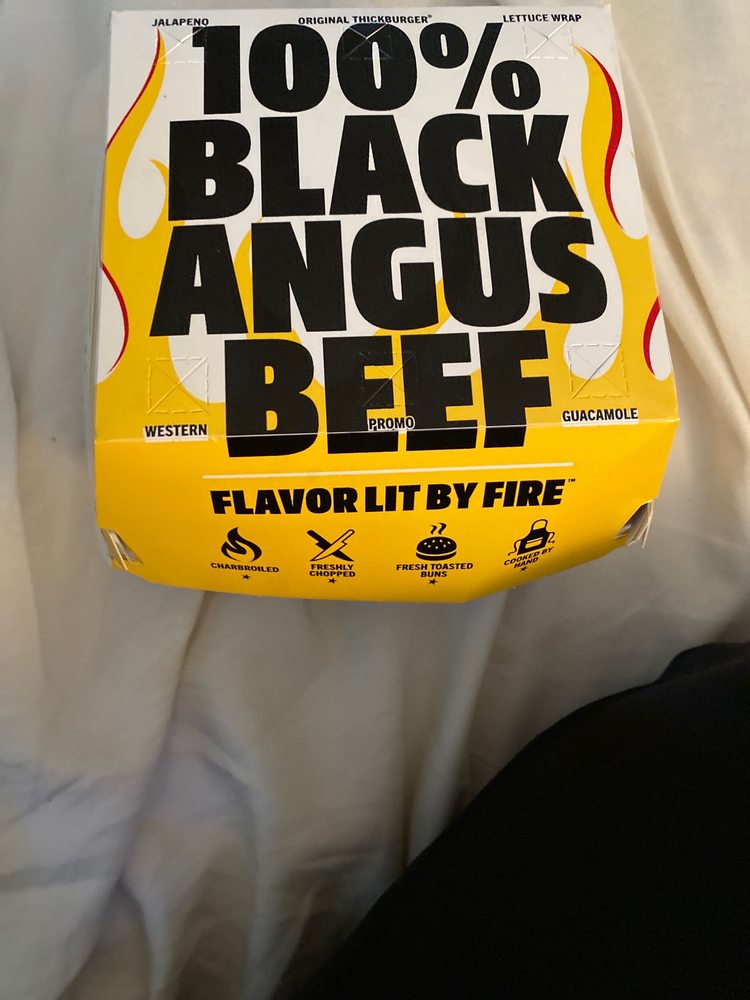 JALAPENO ORIGINAL THICKBURGER® LETTUCE WRAP
100%
BLACK
ANGUS
BEEF
WESTERN PROMO GUACAMOLE
FLAVOR LIT BY FIRE™
CHARBROILED
FRESHLY
CHOPPED
FRESH TOASTED
BUNS
COOKED BY
HAND